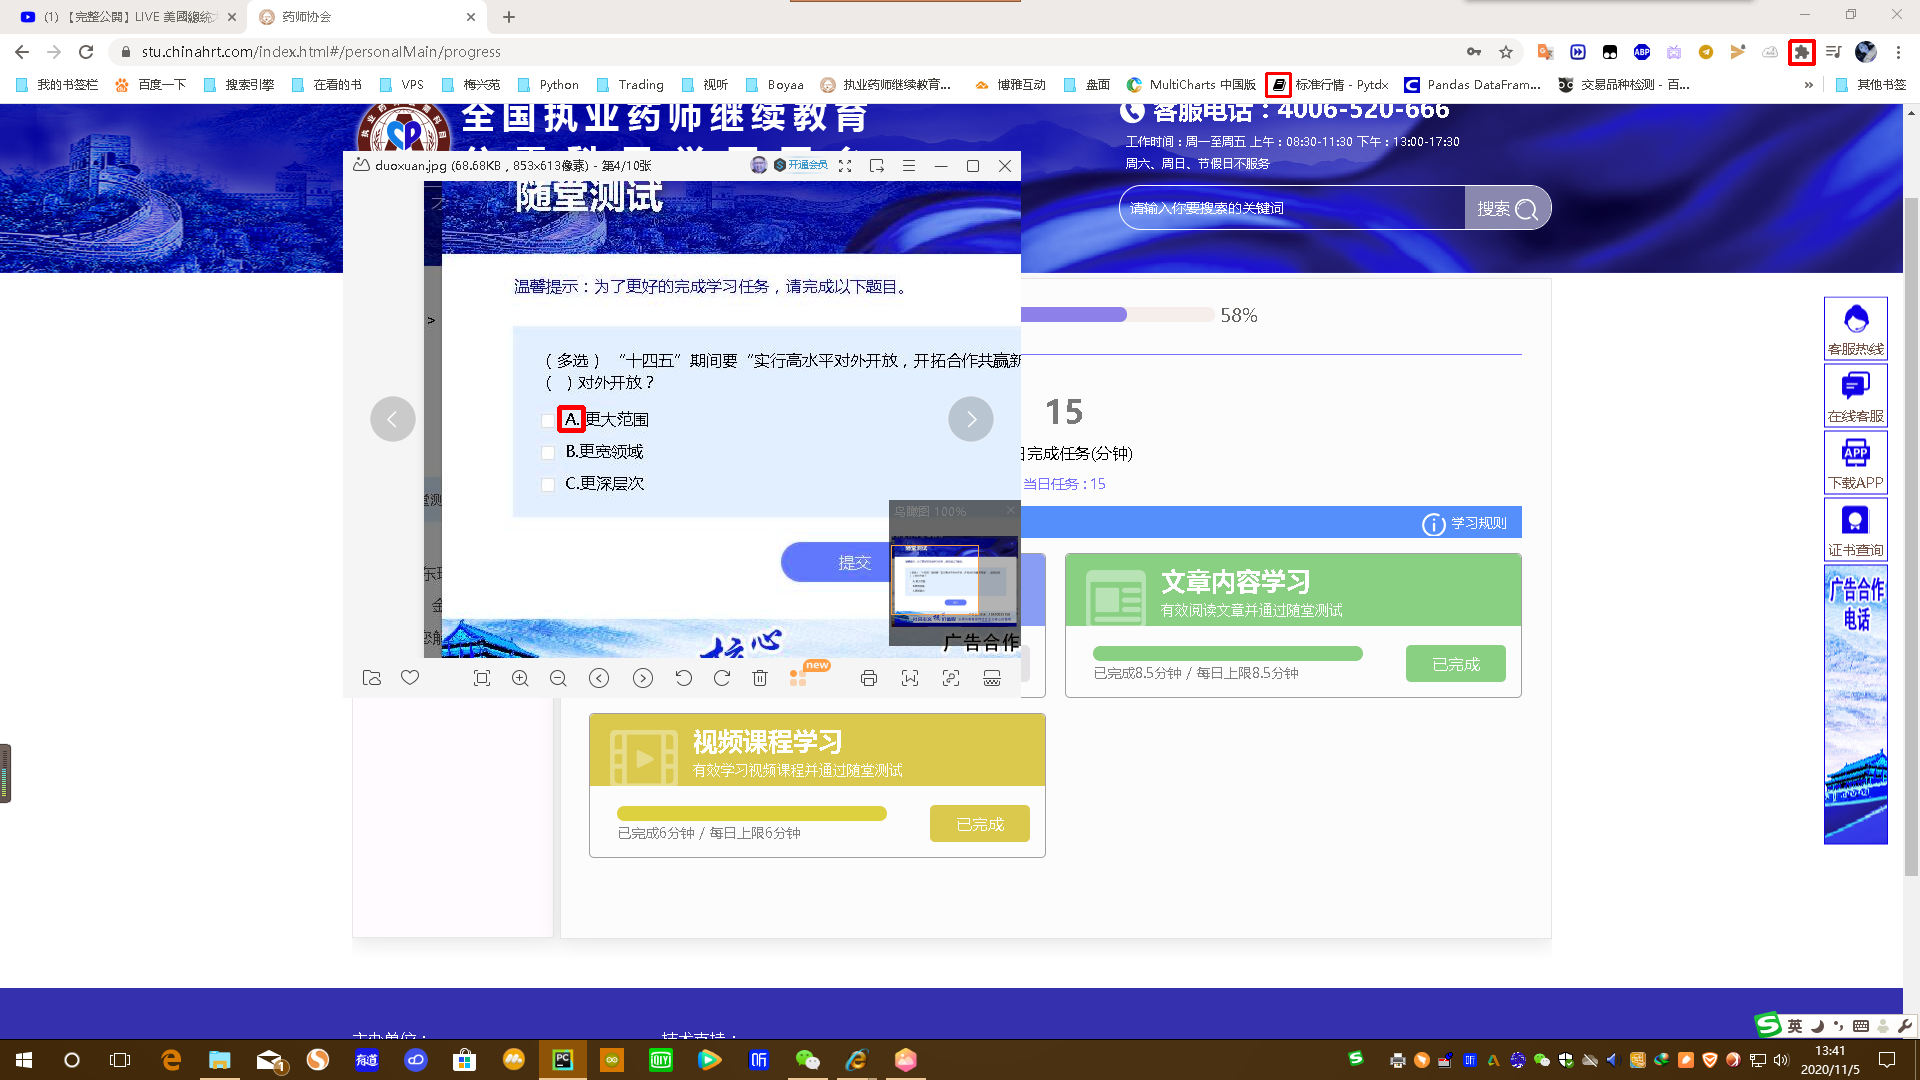 (1) 【完整公開】LIVE 美國總統
药师协会
stu.chinahrt.com/index.html#/personalMain/progress
我的书签栏
百度一下
搜索引擎
在看的书
VPS
梅兴苑
Python
Trading
视听
Boyaa
执业药师继续教育...
博雅互动
盘面
MultiCharts 中国版
标准行情 - Pytdx
Pandas DataFram...
交易品种检测 - 百...
»
其他书签
全国执业药师继续教育
客服电话：4006-520-666
工作时间：周一至周五 上午：08:30-11:30 下午：13:00-17:30
周六、周日、节假日不服务
请输入你要搜索的关键词
搜索
duoxuan.jpg (68.68KB , 853×613像素) - 第4/10张
开通会员
随堂测试
温馨提示：为了更好的完成学习任务，请完成以下题目。
（多选）“十四五”期间要“实行高水平对外开放，开拓合作共赢新
（ ）对外开放？
A.更大范围
B.更宽领域
C.更深层次
提交
鸟瞰图 100%
核心
广告合作
new
58%
15
日完成任务(分钟)
当日任务：15
学习规则
文章内容学习
有效阅读文章并通过随堂测试
已完成8.5分钟 / 每日上限8.5分钟
已完成
视频课程学习
有效学习视频课程并通过随堂测试
已完成6分钟 / 每日上限6分钟
已完成
客服热线
在线客服
APP
下载APP
证书查询
广告合作
电话
主办单位：
技术支持：
英
有道
PC
13:41
2020/11/5